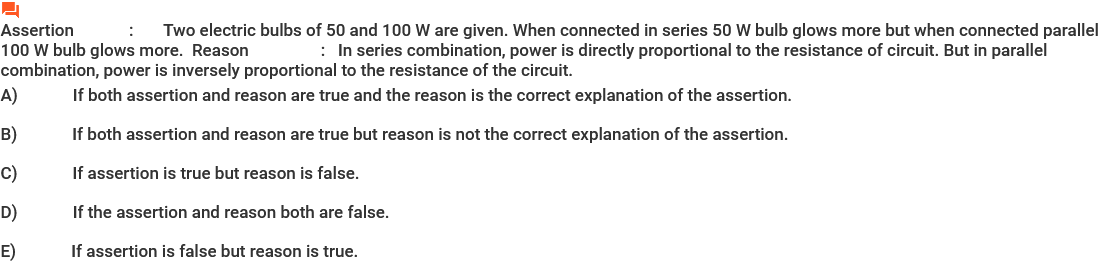 Assertion : Two electric bulbs of 50 and 100 W are given. When connected in series 50 W bulb glows more but when connected parallel
100 W bulb glows more. Reason : In series combination, power is directly proportional to the resistance of circuit. But in parallel
combination, power is inversely proportional to the resistance of the circuit.
A) If both assertion and reason are true and the reason is the correct explanation of the assertion.
B) If both assertion and reason are true but reason is not the correct explanation of the assertion.
C) If assertion is true but reason is false.
D) If the assertion and reason both are false.
E) If assertion is false but reason is true.